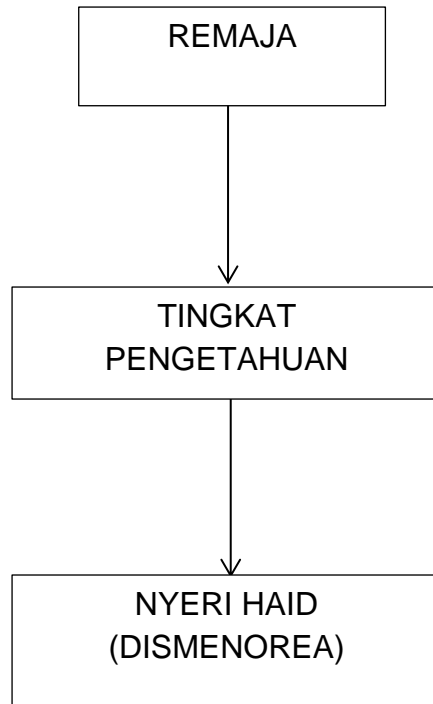 REMAJA
TINGKAT
PENGETAHUAN
NYERI HAID
(DISMENOREA)